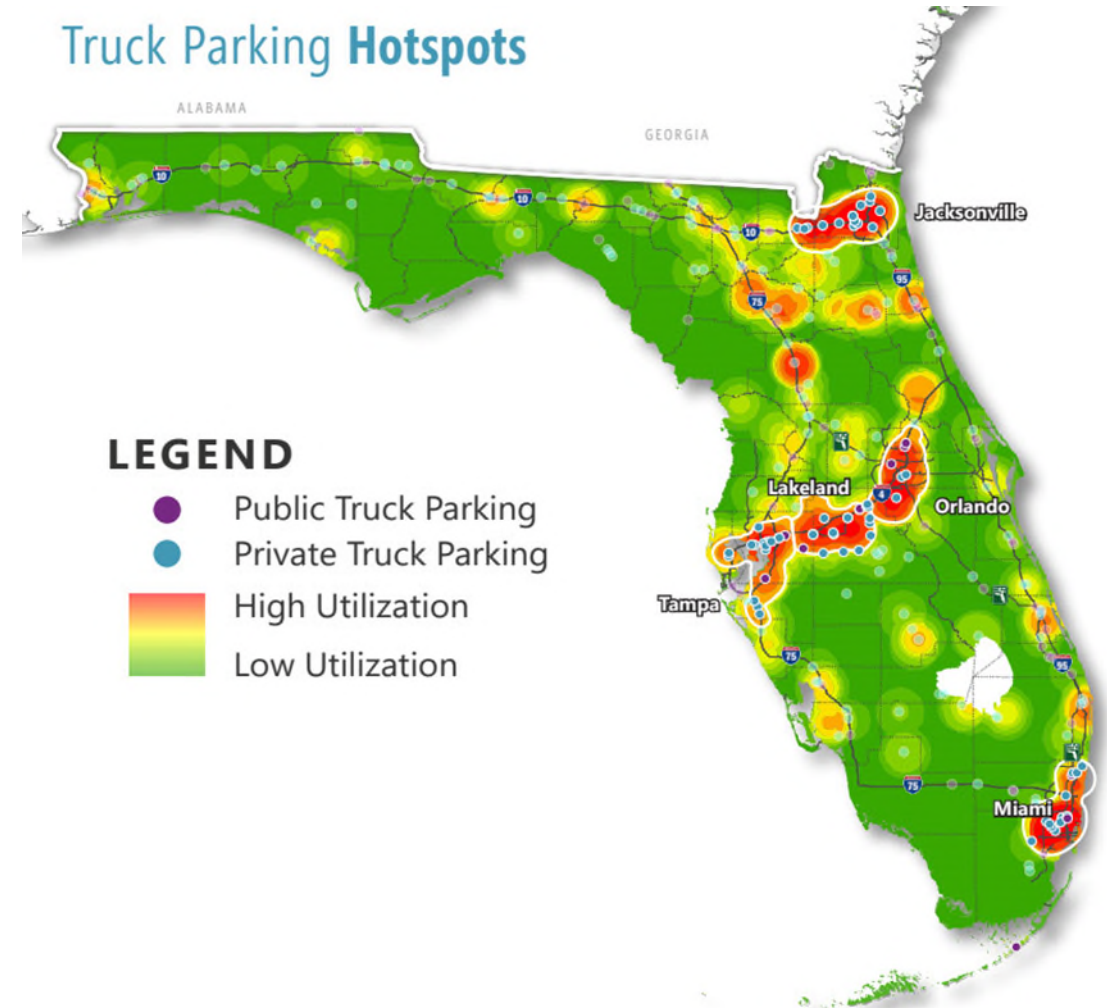 Truck Parking Hotspots
ALABAMA
GEORGIA
10
10
10
Jacksonville
95
75
LEGEND
Public Truck Parking
Private Truck Parking
High Utilization
Low Utilization
Lakeland
4
Orlando
Tampa
75
95
75
Miami